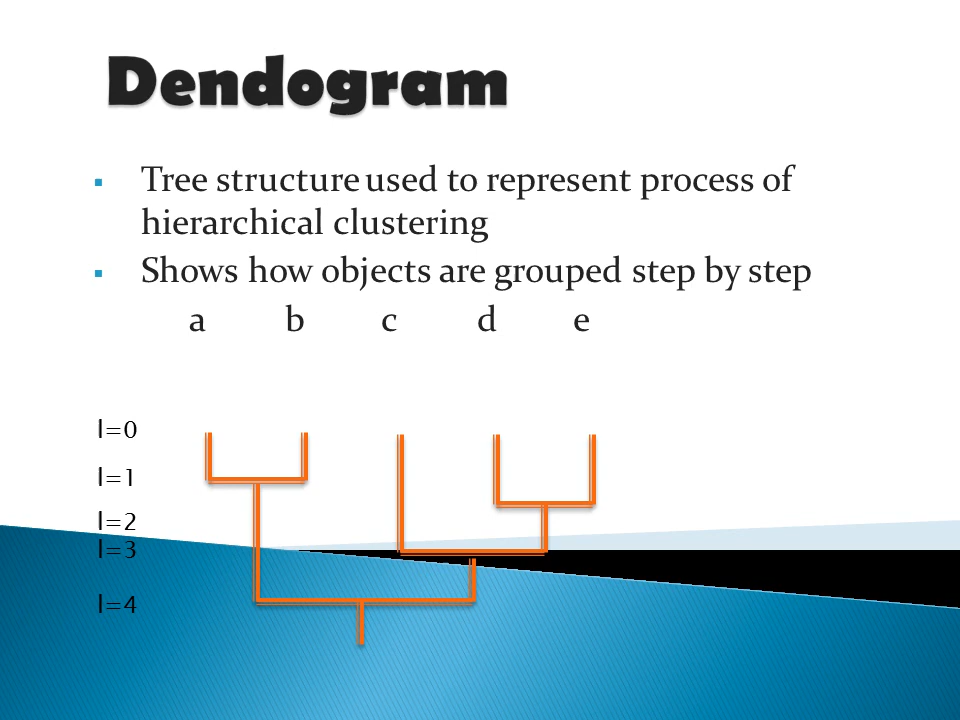 Dendogram
▪ Tree structure used to represent process of
hierarchical clustering
▪ Shows how objects are grouped step by step
a b c d e
l=0
l=1
l=2
l=3
l=4